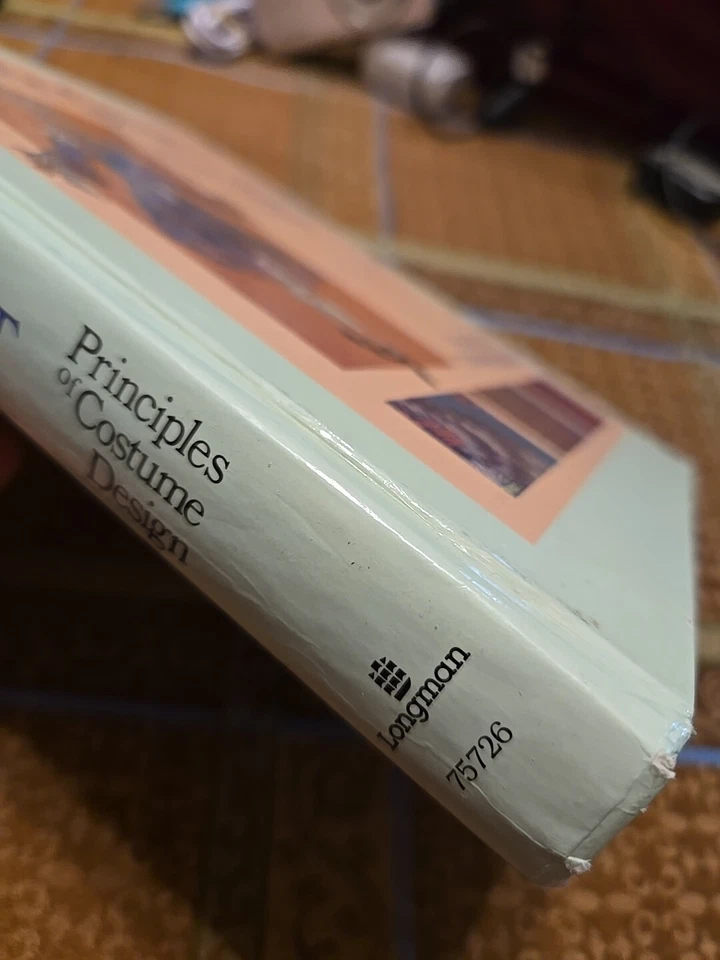 T
Principles
of Costume
Design
Longman
75726